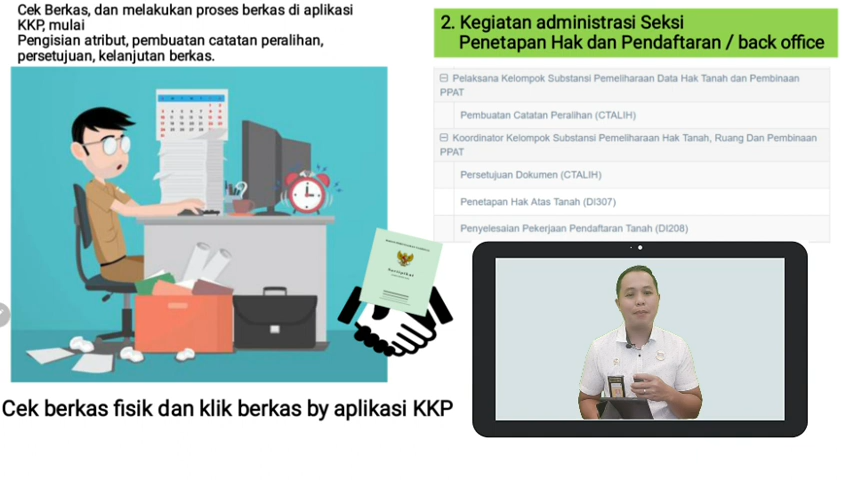 Cek Berkas, dan melakukan proses berkas di aplikasi
KKP, mulai
Pengisian atribut, pembuatan catatan peralihan,
persetujuan, kelanjutan berkas.
2. Kegiatan administrasi Seksi
Penetapan Hak dan Pendaftaran / back office
Pelaksana Kelompok Substansi Pemeliharaan Data Hak Tanah dan Pembinaan
PPAT
Pembuatan Catatan Peralihan (CTALIH)
Koordinator Kelompok Substansi Pemeliharaan Hak Tanah, Ruang Dan Pembinaan
PPAT
Persetujuan Dokumen (CTALIH)
Penetapan Hak Atas Tanah (DI307)
Penyelesaian Pekerjaan Pendaftaran Tanah (DI208)
Sertipikat
Cek berkas fisik dan klik berkas by aplikasi KKP